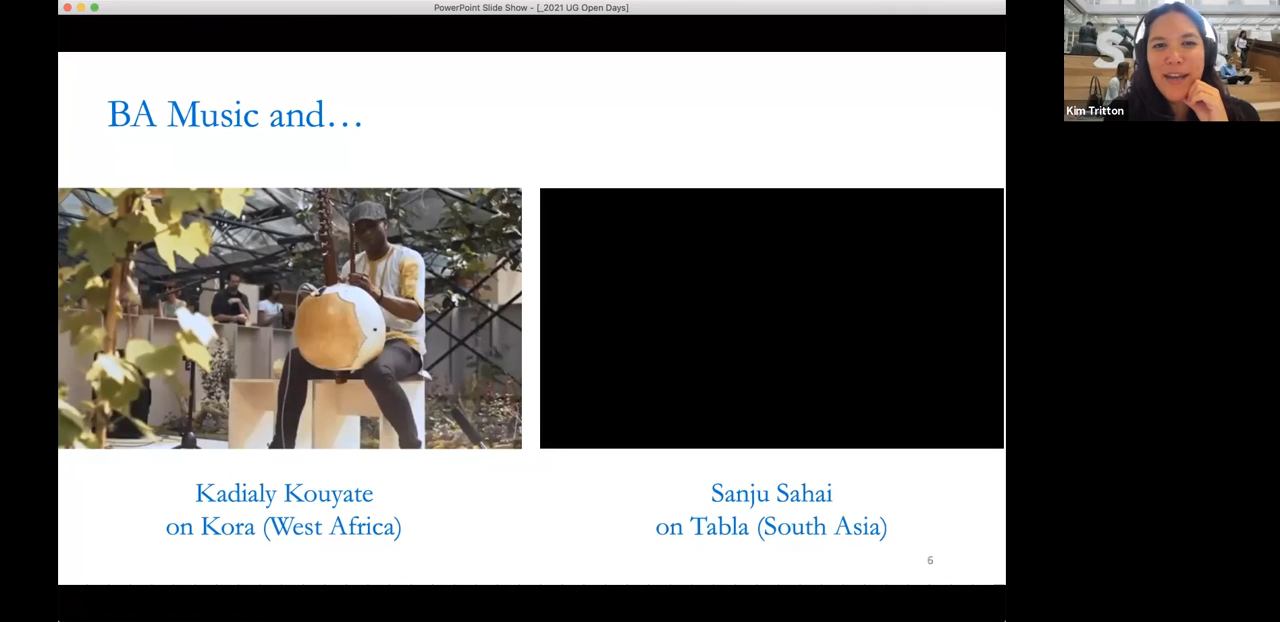 PowerPoint Slide Show - [_2021 UG Open Days]
BA Music and…
Kadialy Kouyate
on Kora (West Africa)
Sanju Sahai
on Tabla (South Asia)
6
S
Kim Tritton